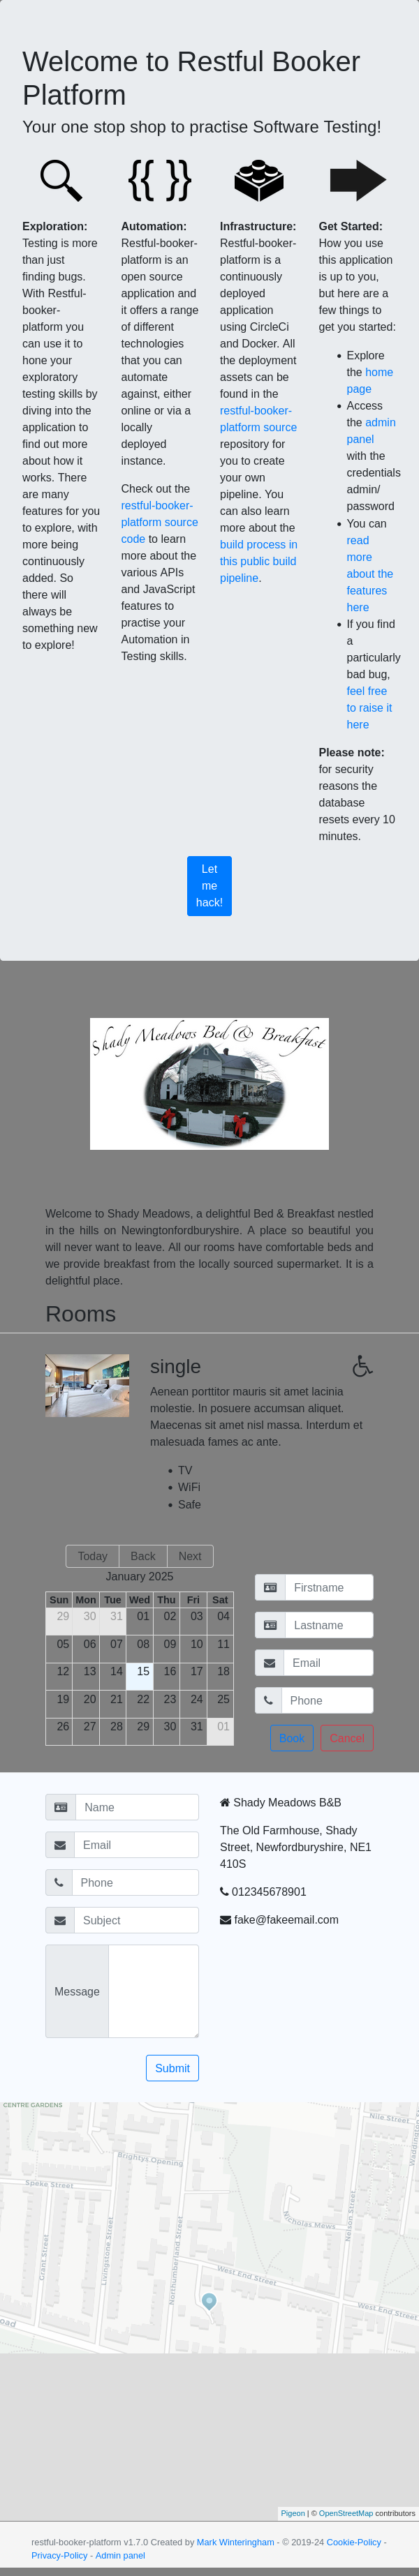 Welcome to Restful Booker
Platform
Your one stop shop to practise Software Testing!
{{ }}
Exploration:
Testing is more
than just
finding bugs.
With Restful-
booker-
platform you
can use it to
hone your
exploratory
testing skills by
diving into the
application to
find out more
about how it
works. There
are many
features for you
to explore, with
more being
continuously
added. So
there will
always be
something new
to explore!
Automation:
Restful-booker-
platform is an
open source
application and
it offers a range
of different
technologies
that you can
automate
against, either
online or via a
locally
deployed
instance.
Check out the
restful-booker-
platform source
code to learn
more about the
various APIs
and JavaScript
features to
practise your
Automation in
Testing skills.
Infrastructure:
Restful-booker-
platform is a
continuously
deployed
application
using CircleCi
and Docker. All
the deployment
assets can be
found in the
restful-booker-
platform source
repository for
you to create
your own
pipeline. You
can also learn
more about the
build process in
this public build
pipeline.
Get Started:
How you use
this application
is up to you,
but here are a
few things to
get you started:
• Explore
the home
page
• Access
the admin
panel
with the
credentials
admin/
password
• You can
read
more
about the
features
here
• If you find
a
particularly
bad bug,
feel free
to raise it
here
Please note:
for security
reasons the
database
resets every 10
minutes.
Let
me
hack!
Shady Meadows Bed & Breakfast
Welcome to Shady Meadows, a delightful Bed & Breakfast nestled
in the hills on Newingtonfordburyshire. A place so beautiful you
will never want to leave. All our rooms have comfortable beds and
we provide breakfast from the locally sourced supermarket. It is a
delightful place.
Rooms
single
Aenean porttitor mauris sit amet lacinia
molestie. In posuere accumsan aliquet.
Maecenas sit amet nisl massa. Interdum et
malesuada fames ac ante.
• TV
• WiFi
• Safe
Today Back Next
January 2025
Sun Mon Tue Wed Thu Fri Sat
29 30 31 01 02 03 04
05 06 07 08 09 10 11
12 13 14 15 16 17 18
19 20 21 22 23 24 25
26 27 28 29 30 31 01
Firstname
Lastname
Email
Phone
Book Cancel
Name
Email
Phone
Subject
Message
Submit
Shady Meadows B&B
The Old Farmhouse, Shady
Street, Newfordburyshire, NE1
410S
012345678901
fake@fakeemail.com
CENTRE GARDENS
Nile Street
Waddington St
Brightys Opening
Speke Street
Nicholas Mews
Nelson Street
Grant Street
Livingstone Street
Northumberland Street
West End Street
West End Street
Road
Pigeon | © OpenStreetMap contributors
restful-booker-platform v1.7.0 Created by Mark Winteringham - © 2019-24 Cookie-Policy -
Privacy-Policy - Admin panel